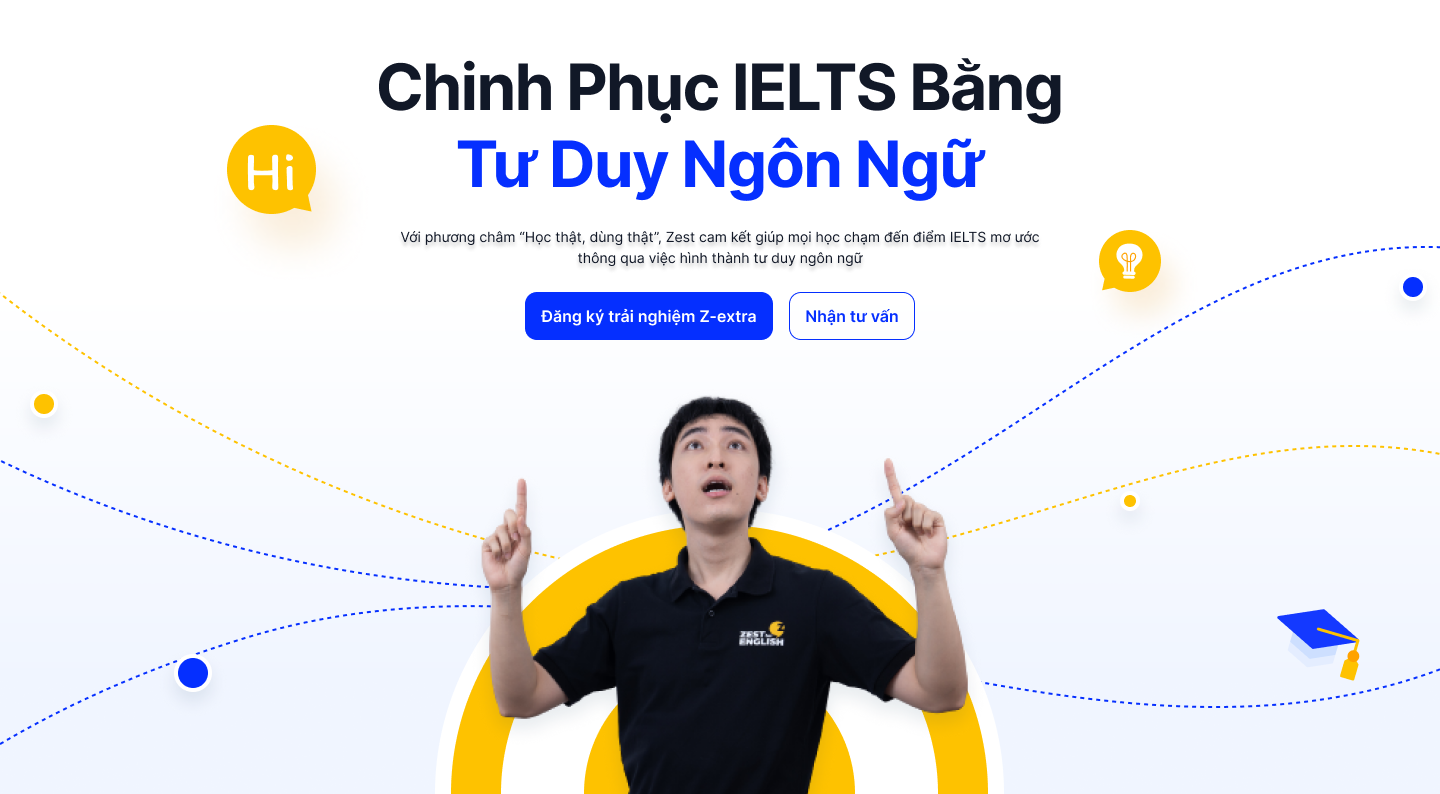 Chinh Phục IELTS Bằng
Tư Duy Ngôn Ngữ
Hi
Với phương châm “Học thật, dùng thật”, Zest cam kết giúp mọi học chạm đến điểm IELTS mơ ước
thông qua việc hình thành tư duy ngôn ngữ
Đăng ký trải nghiệm Z-extra
Nhận tư vấn
Z
ZEST
ENGLISH